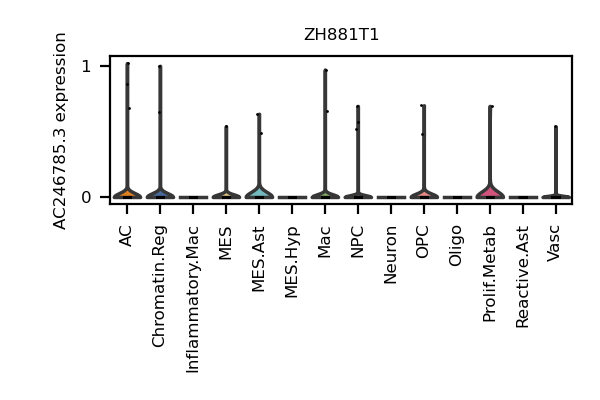 ZH881T1
AC246785.3 expression
1
0
AC
Chromatin.Reg
Inflammatory.Mac
MES
MES.Ast
MES.Hyp
Mac
NPC
Neuron
OPC
Oligo
Prolif.Metab
Reactive.Ast
Vasc